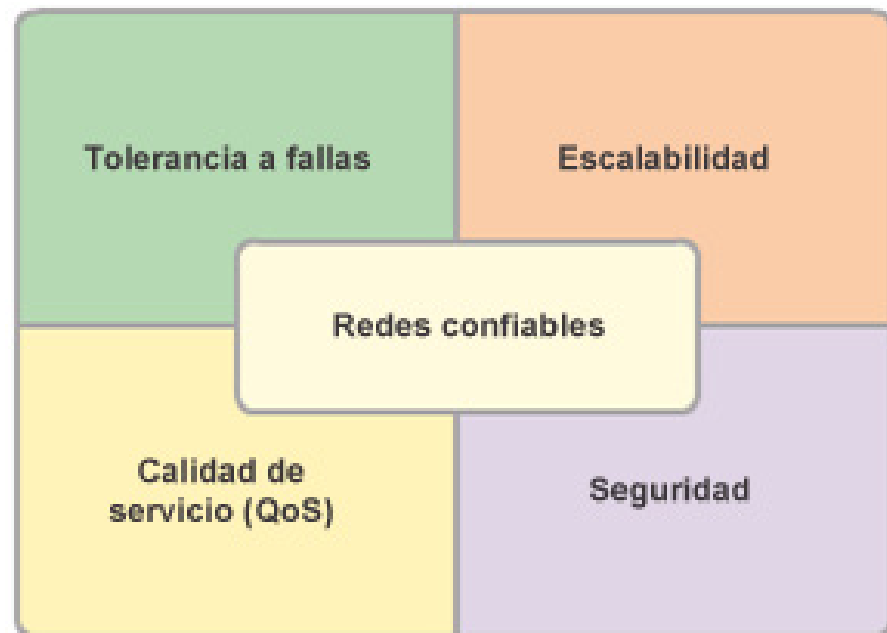 Tolerancia a fallas
Escalabilidad
Redes confiables
Calidad de
servicio (QoS)
Seguridad